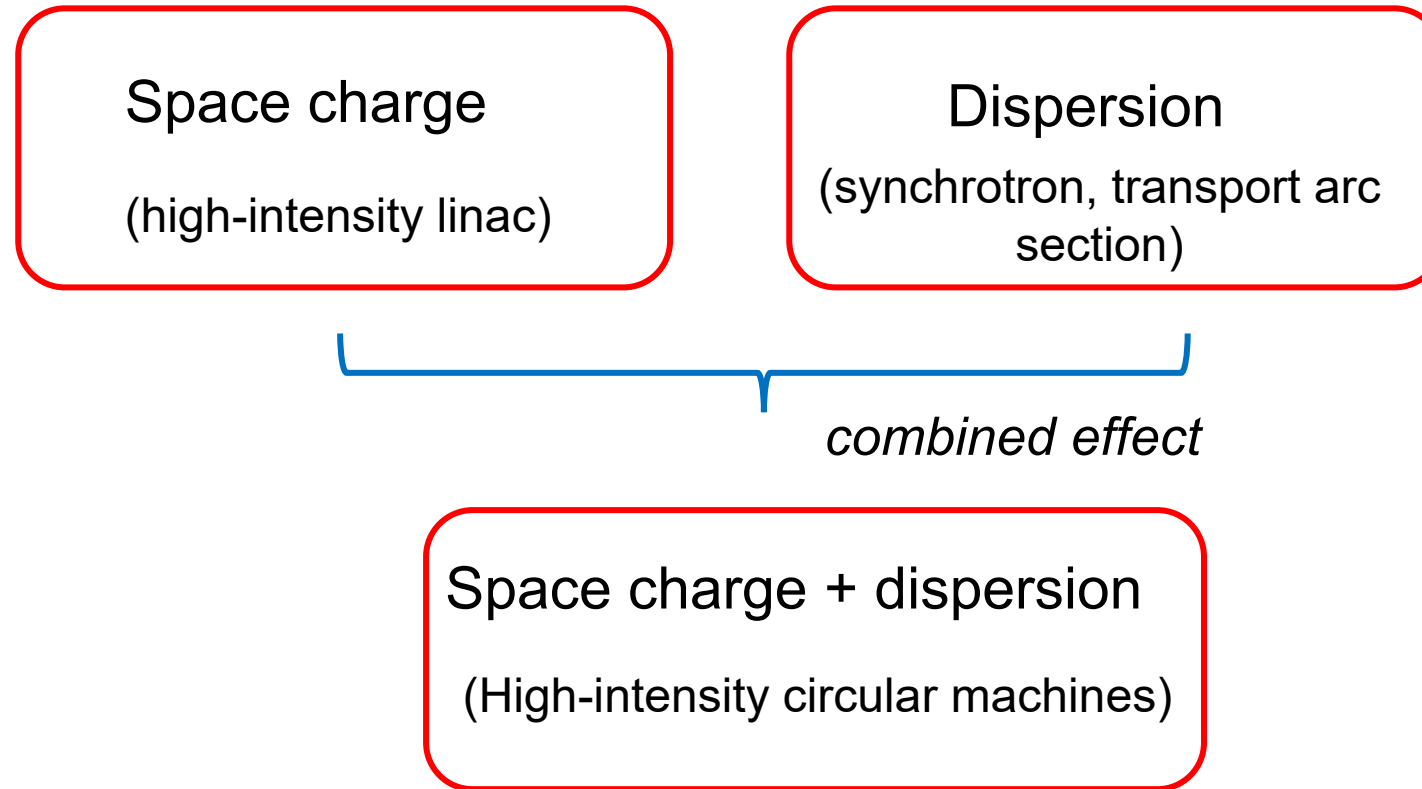 Space charge
(high-intensity linac)
Dispersion
(synchrotron, transport arc
section)
combined effect
Space charge + dispersion
(High-intensity circular machines)